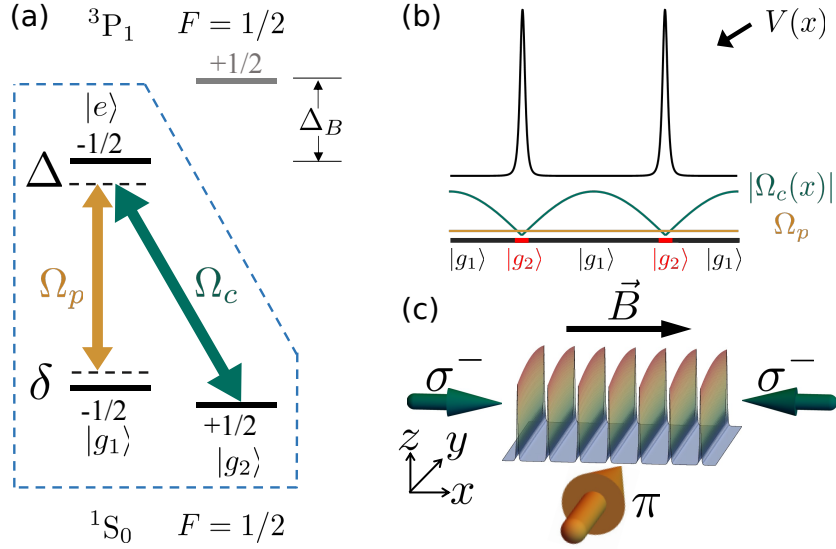 (a)
³P₁ F = 1/2
+1/2
|e⟩
-1/2
Δ_B
Δ
Ω_p
Ω_c
δ
-1/2
|g₁⟩
+1/2
|g₂⟩
¹S₀ F = 1/2
(b)
V(x)
|Ω_c(x)|
Ω_p
|g₁⟩ |g₂⟩ |g₁⟩ |g₂⟩ |g₁⟩
(c)
B⃗
σ⁻ σ⁻
z
y
x
π